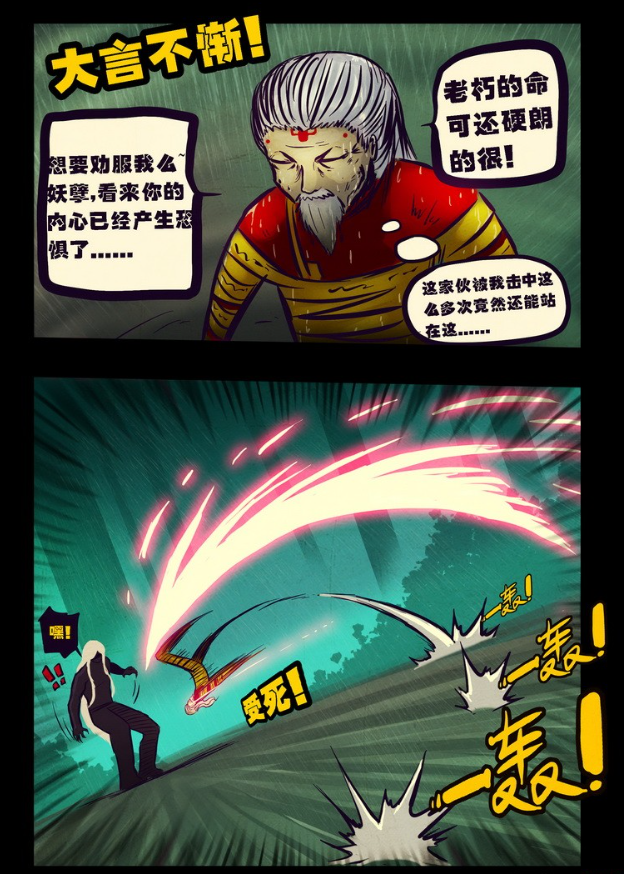 大言不惭!
老朽的命
可还硬朗
的很!
想要劝服我么~
妖孽,看来你的
内心已经产生恐
惧了……
这家伙被我击中这
么多次竟然还能站
在这……
嘿!
!!
受死!
一轰!
一轰!
一轰!